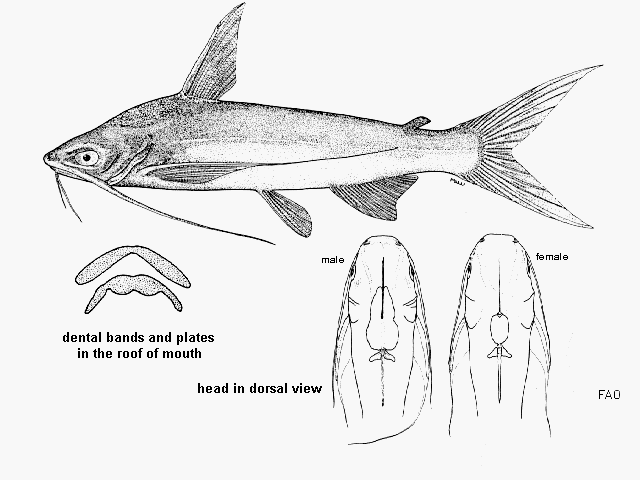 male
female
dental bands and plates
in the roof of mouth
head in dorsal view
FAO